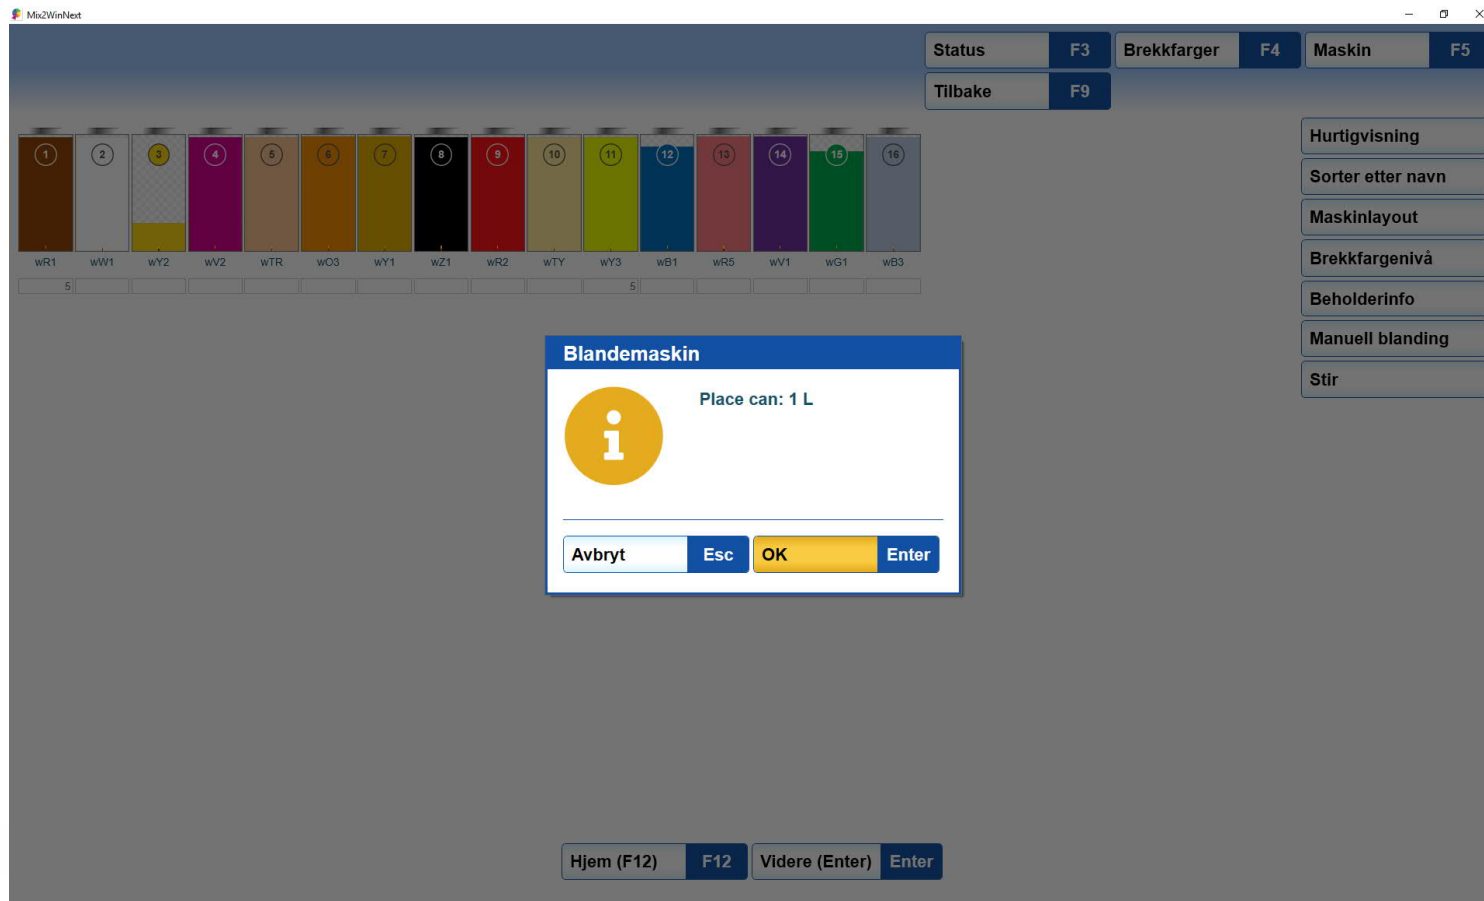 Mix2WinNext
Status F3 Brekkfarger F4 Maskin F5
Tilbake F9
1 2 3 4 5 6 7 8 9 10 11 12 13 14 15 16
wR1 wW1 wY2 wV2 wTR wO3 wY1 wZ1 wR2 wTY wY3 wB1 wR5 wV1 wG1 wB3
5 5
Hurtigvisning
Sorter etter navn
Maskinlayout
Brekkfargenivå
Beholderinfo
Manuell blanding
Stir
Blandemaskin
Place can: 1 L
Avbryt Esc OK Enter
Hjem (F12) F12 Videre (Enter) Enter